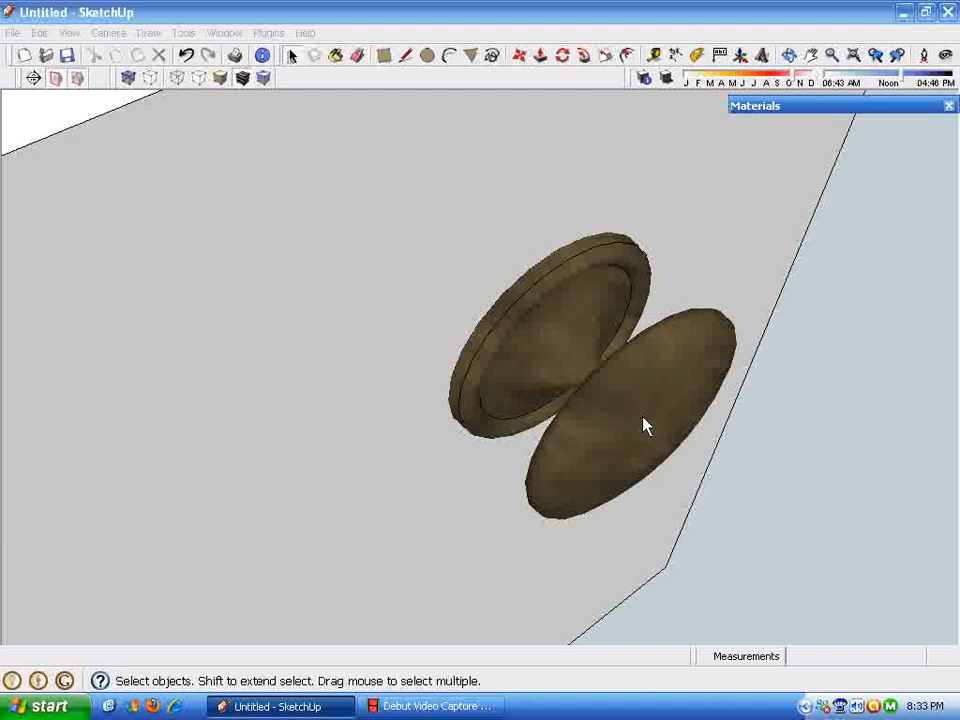 Untitled - SketchUp
File Edit View Camera Draw Tools Window Plugins Help
J F M A M J J A S O N D 06:43 AM Noon 04:46 PM
Materials
Measurements
Select objects. Shift to extend select. Drag mouse to select multiple.
start Untitled - SketchUp Debut Video Capture ... 8:33 PM